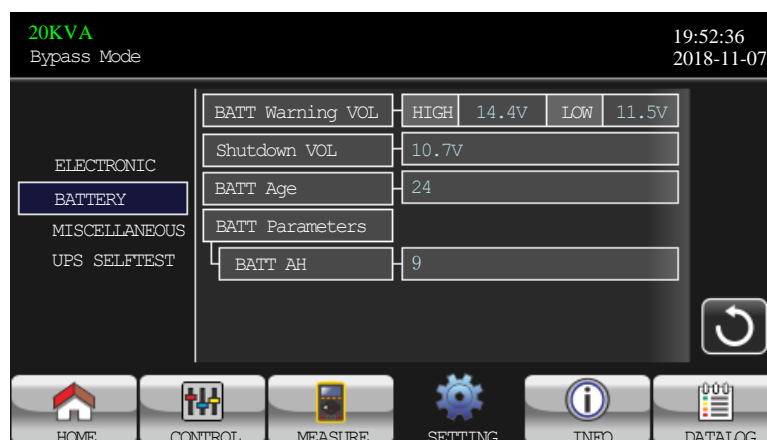 20KVA
Bypass Mode
19:52:36
2018-11-07
ELECTRONIC
BATTERY
MISCELLANEOUS
UPS SELFTEST
BATT Warning VOL HIGH 14.4V LOW 11.5V
Shutdown VOL 10.7V
BATT Age 24
BATT Parameters
BATT AH 9
HOME CONTROL MEASURE SETTING INFO DATALOG